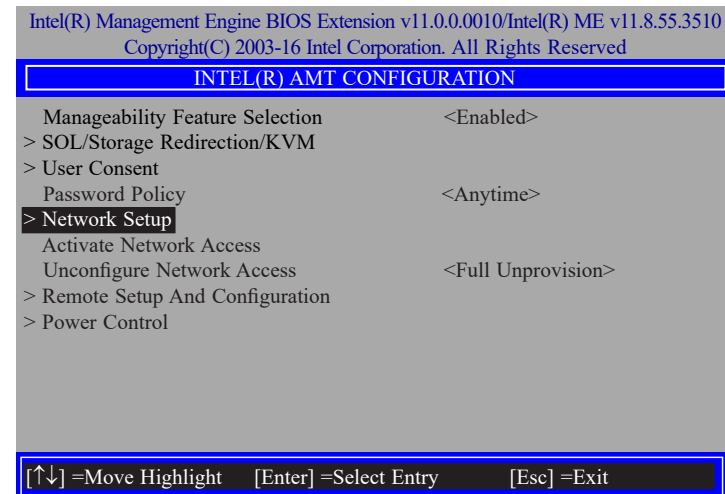 Intel(R) Management Engine BIOS Extension v11.0.0.0010/Intel(R) ME v11.8.55.3510
Copyright(C) 2003-16 Intel Corporation. All Rights Reserved
INTEL(R) AMT CONFIGURATION
Manageability Feature Selection <Enabled>
> SOL/Storage Redirection/KVM
> User Consent
Password Policy <Anytime>
> Network Setup
Activate Network Access
Unconfigure Network Access <Full Unprovision>
> Remote Setup And Configuration
> Power Control
[↑↓] =Move Highlight [Enter] =Select Entry [Esc] =Exit